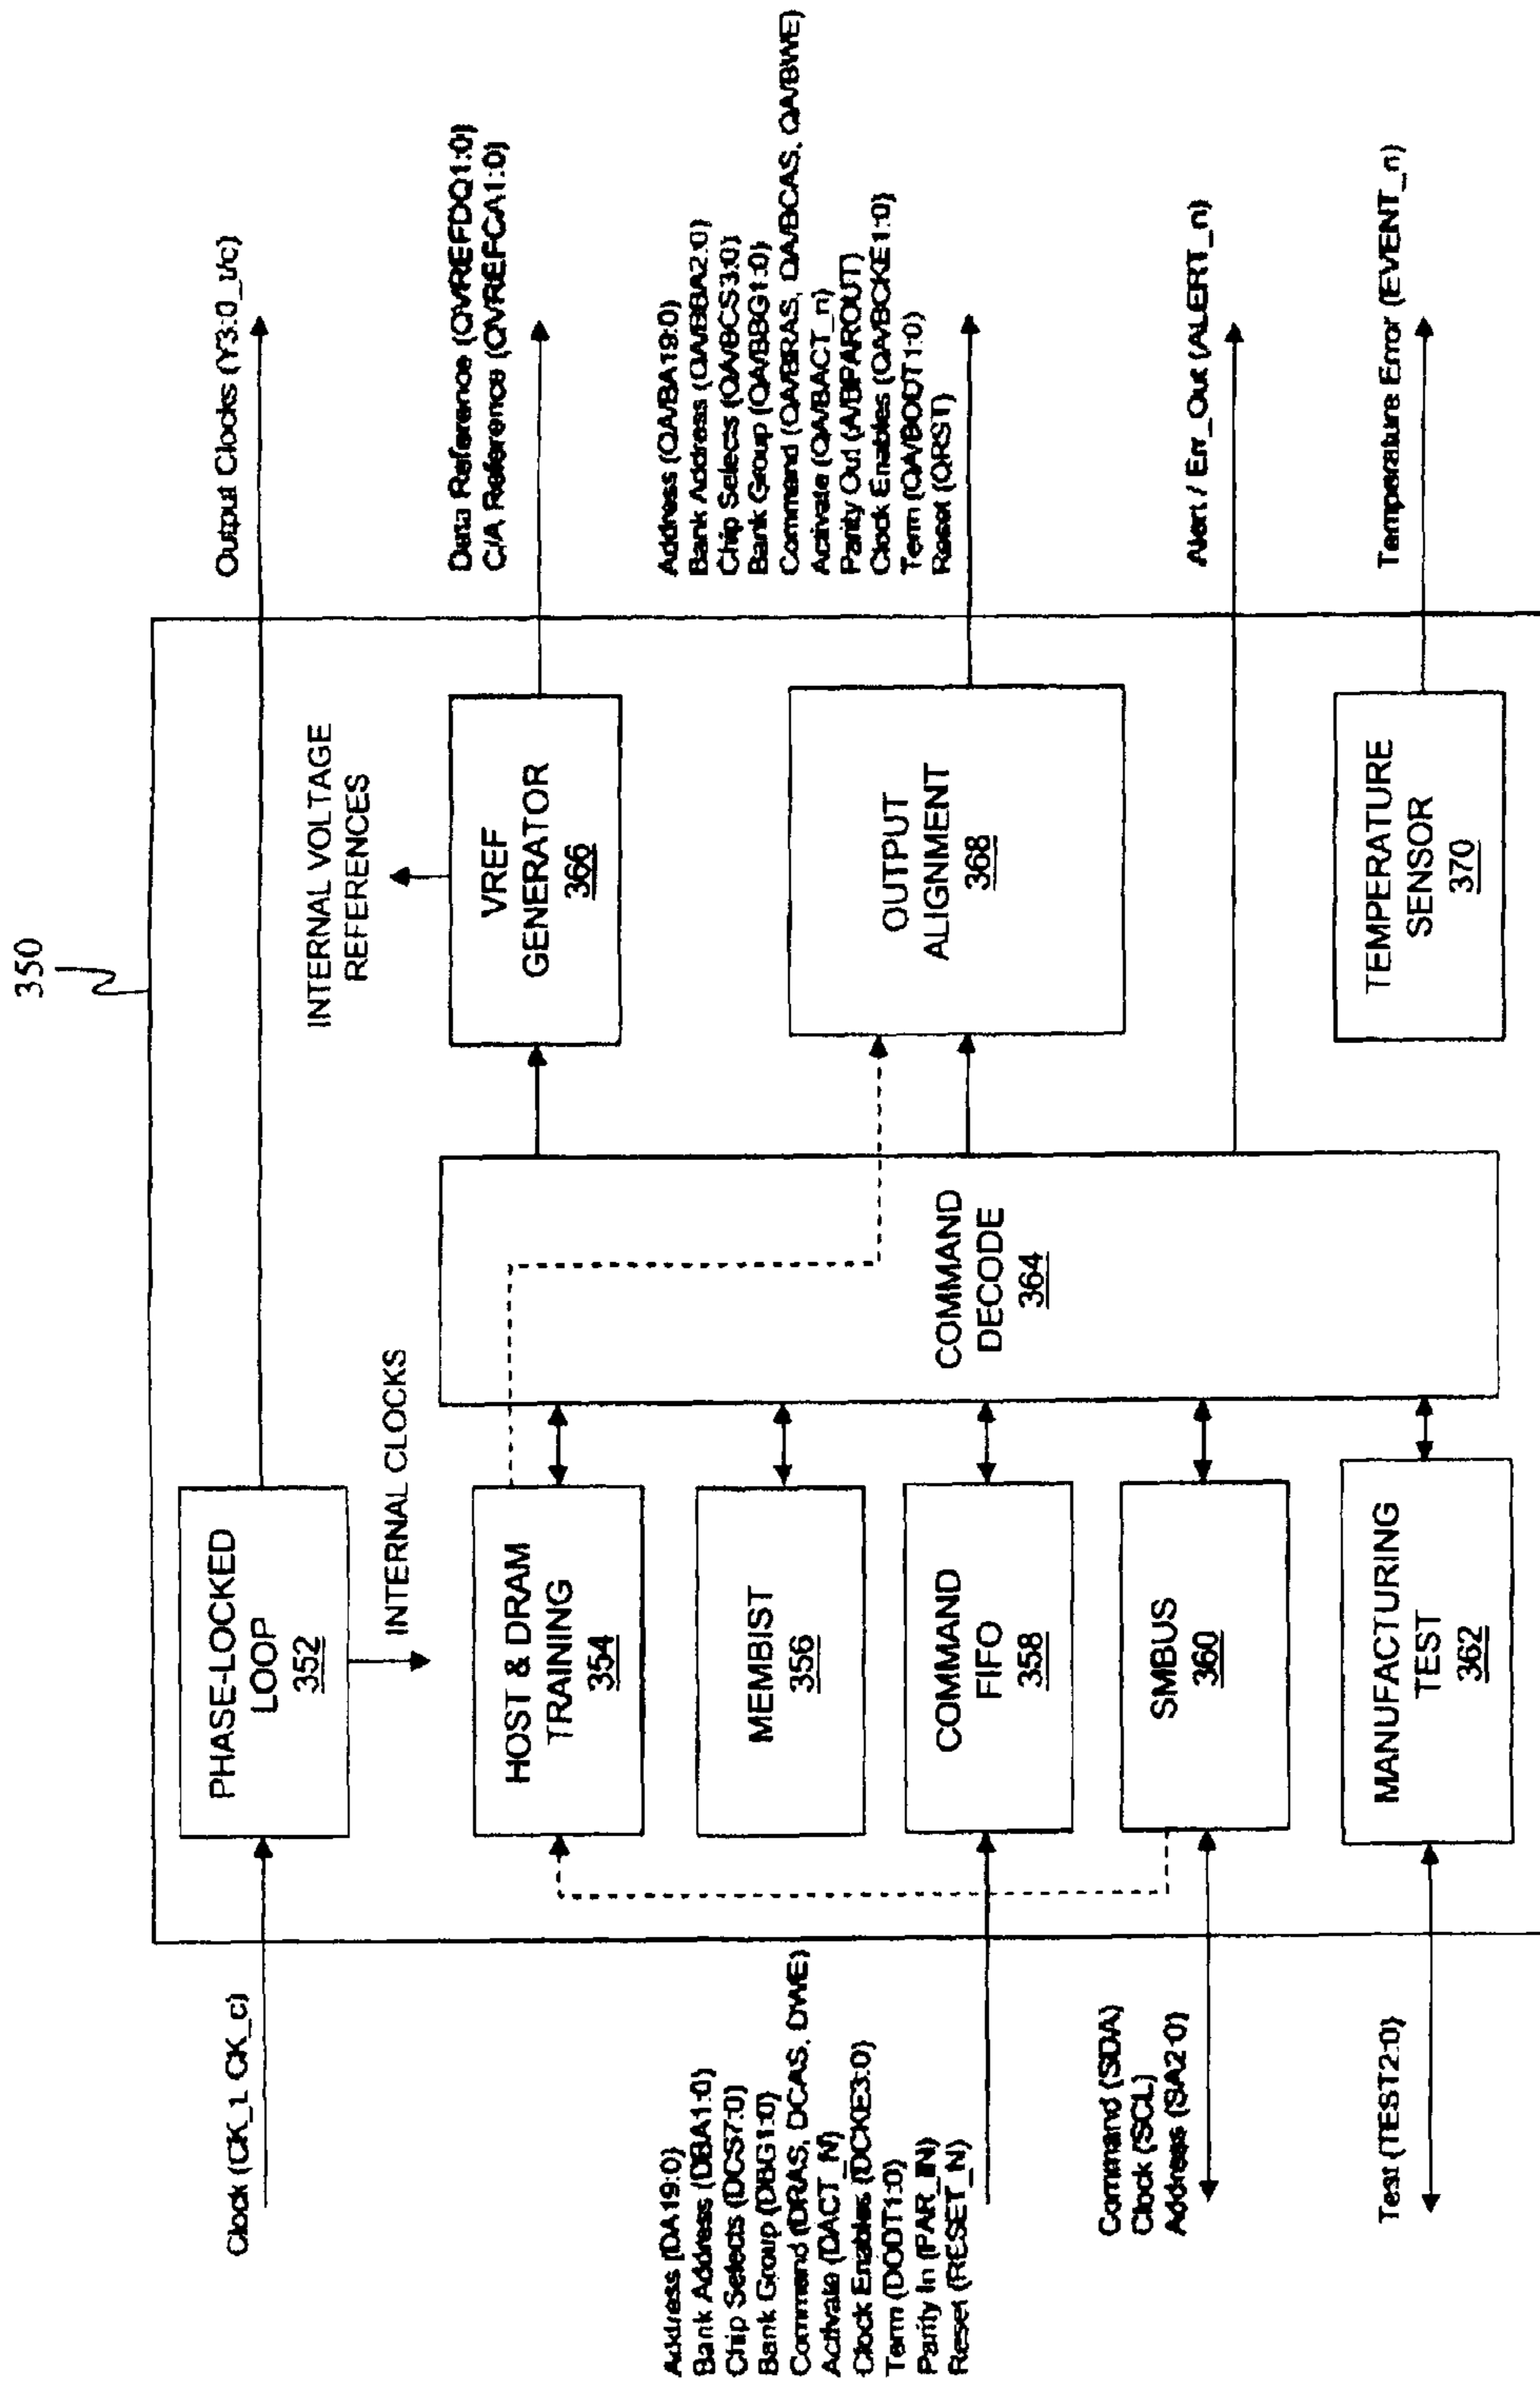 350
Clock (CK_t, CK_c)
PHASE-LOCKED
LOOP
352
Output Clocks (Y3:0_t/c)
INTERNAL CLOCKS
INTERNAL VOLTAGE
REFERENCES
HOST & DRAM
TRAINING
354
VREF
GENERATOR
366
Data Reference (QVREFDQ1:0)
C/A Reference (QVREFCA1:0)
MEMBIST
356
Address (DA19:0)
Bank Address (DBA1:0)
Chip Selects (DCS7:0)
Bank Group (DBG1:0)
Command (DRAS, DCAS, DWE)
Activate (DACT_N)
Clock Enables (DCKE3:0)
Term (DODT1:0)
Parity In (PAR_IN)
Reset (RESET_N)
COMMAND
FIFO
358
COMMAND
DECODE
364
OUTPUT
ALIGNMENT
368
Address (QA/BA19:0)
Bank Address (QA/BBA2:0)
Chip Selects (QA/BCS3:0)
Bank Group (QA/BBG1:0)
Command (QA/BRAS, QA/BCAS, QA/BWE)
Activate (QA/BACT_n)
Parity Out (A/BPAROUT)
Clock Enables (QA/BCKE1:0)
Term (QA/BODT1:0)
Reset (QRST)
Command (SDA)
Clock (SCL)
Address (SA2:0)
SMBUS
360
Alert / Err_Out (ALERT_n)
Test (TEST2:0)
MANUFACTURING
TEST
362
TEMPERATURE
SENSOR
370
Temperature Error (EVENT_n)